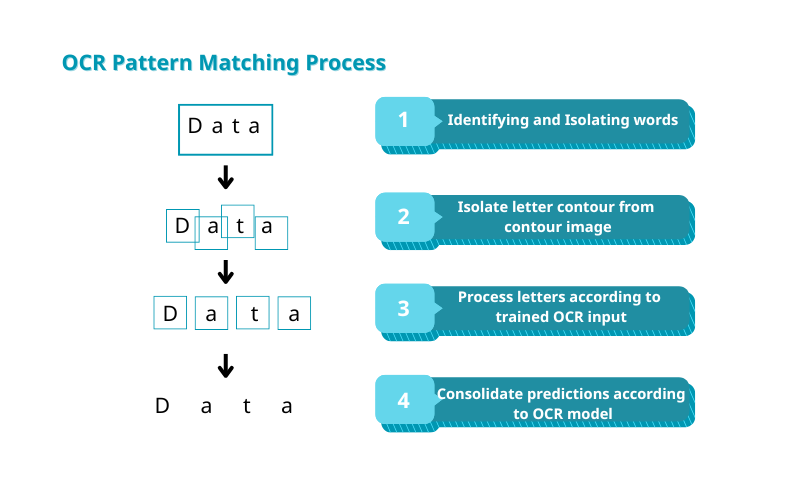 OCR Pattern Matching Process
D a t a
1
Identifying and Isolating words
D a t a
2
Isolate letter contour from
contour image
D a t a
3
Process letters according to
trained OCR input
D a t a
4
Consolidate predictions according
to OCR model